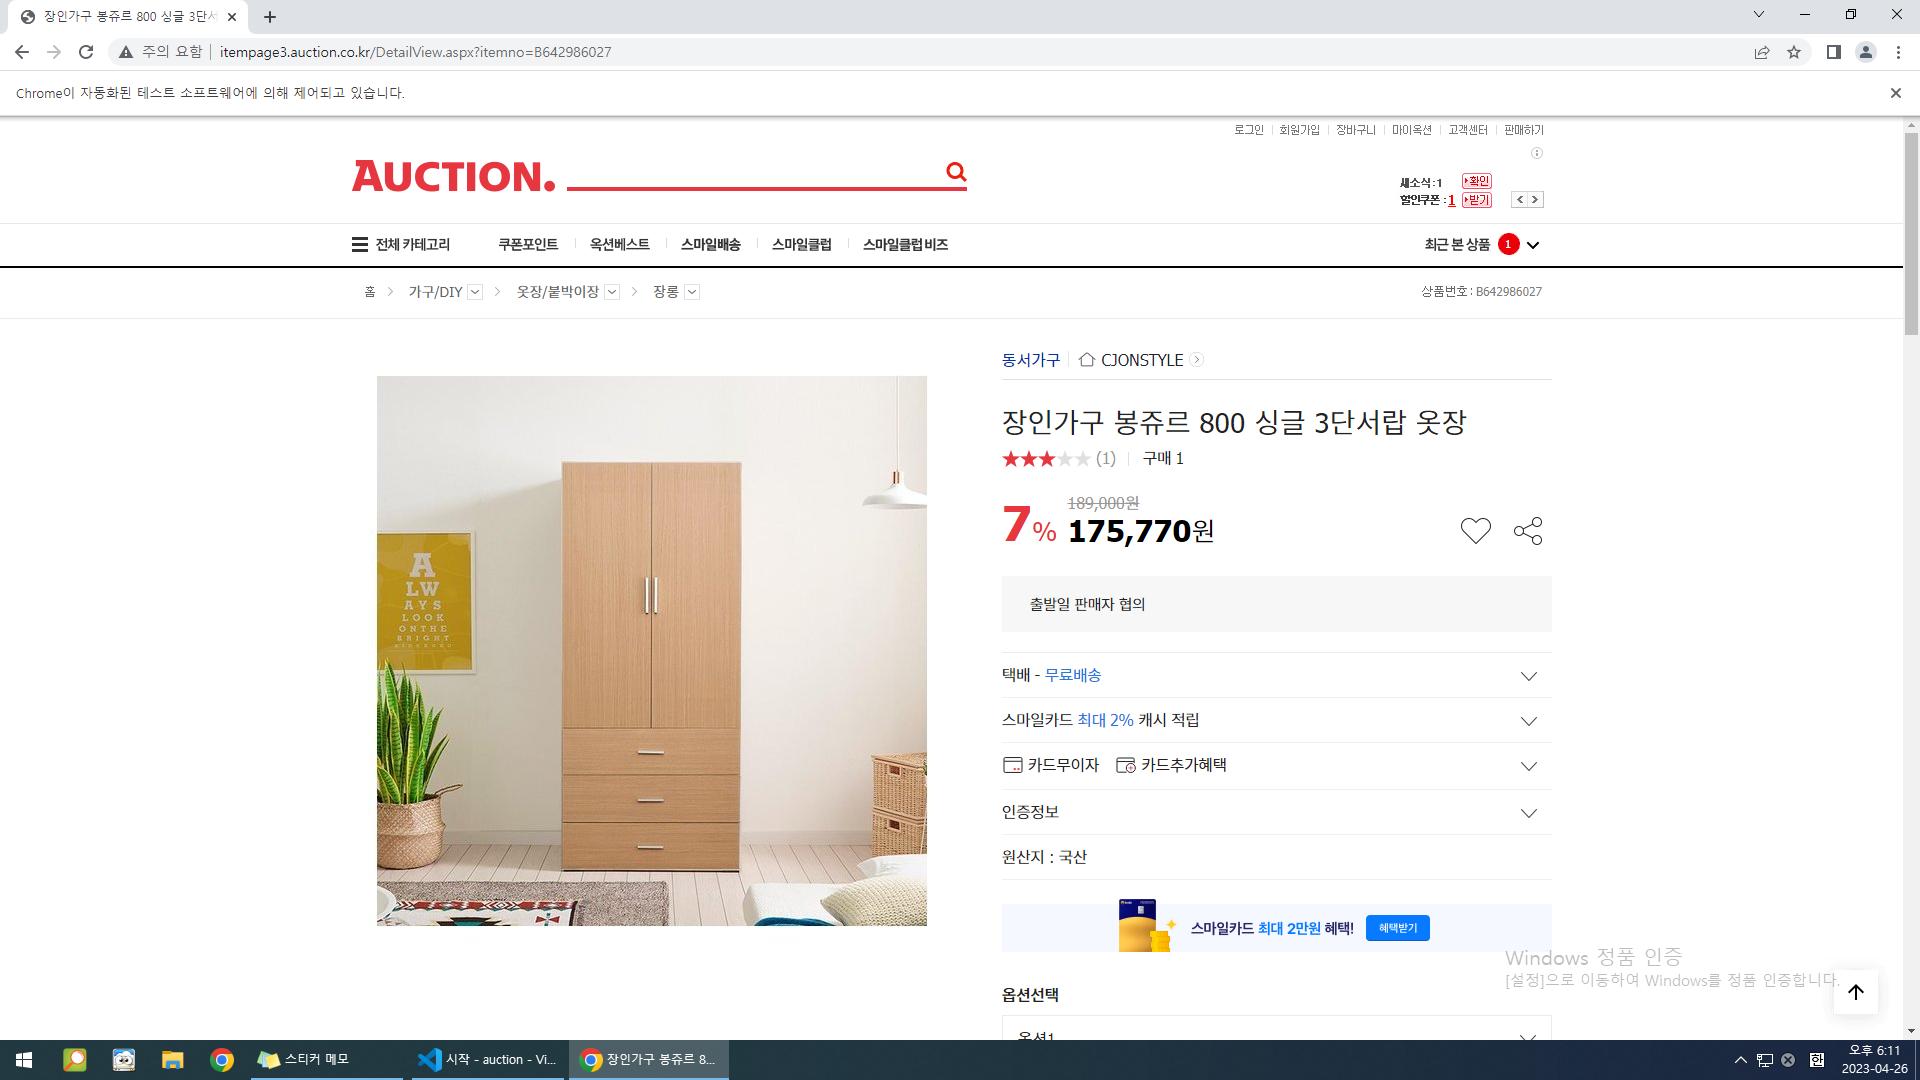 장인가구 봉쥬르 800 싱글 3단서
주의 요함
itempage3.auction.co.kr/DetailView.aspx?itemno=B642986027
Chrome이 자동화된 테스트 소프트웨어에 의해 제어되고 있습니다.
로그인 회원가입 장바구니 마이옥션 고객센터 판매하기
AUCTION.
새소식:1 확인
할인쿠폰:1 받기
전체 카테고리 쿠폰포인트 옥션베스트 스마일배송 스마일클럽 스마일클럽 비즈 최근 본 상품 1
홈 > 가구/DIY > 옷장/붙박이장 > 장롱 상품번호 : B642986027
동서가구 CJONSTYLE
장인가구 봉쥬르 800 싱글 3단서랍 옷장
(1) 구매 1
189,000원
7% 175,770원
출발일 판매자 협의
택배 - 무료배송
스마일카드 최대 2% 캐시 적립
카드무이자 카드추가혜택
인증정보
원산지 : 국산
스마일카드 최대 2만원 혜택! 혜택받기
옵션선택
옵션1
A
LW
AYS
LOOK
ON THE
BRIGHT
Windows 정품 인증
[설정]으로 이동하여 Windows를 정품 인증합니다.
스티커 메모
시작 - auction - Vi...
장인가구 봉쥬르 8...
한
오후 6:11
2023-04-26